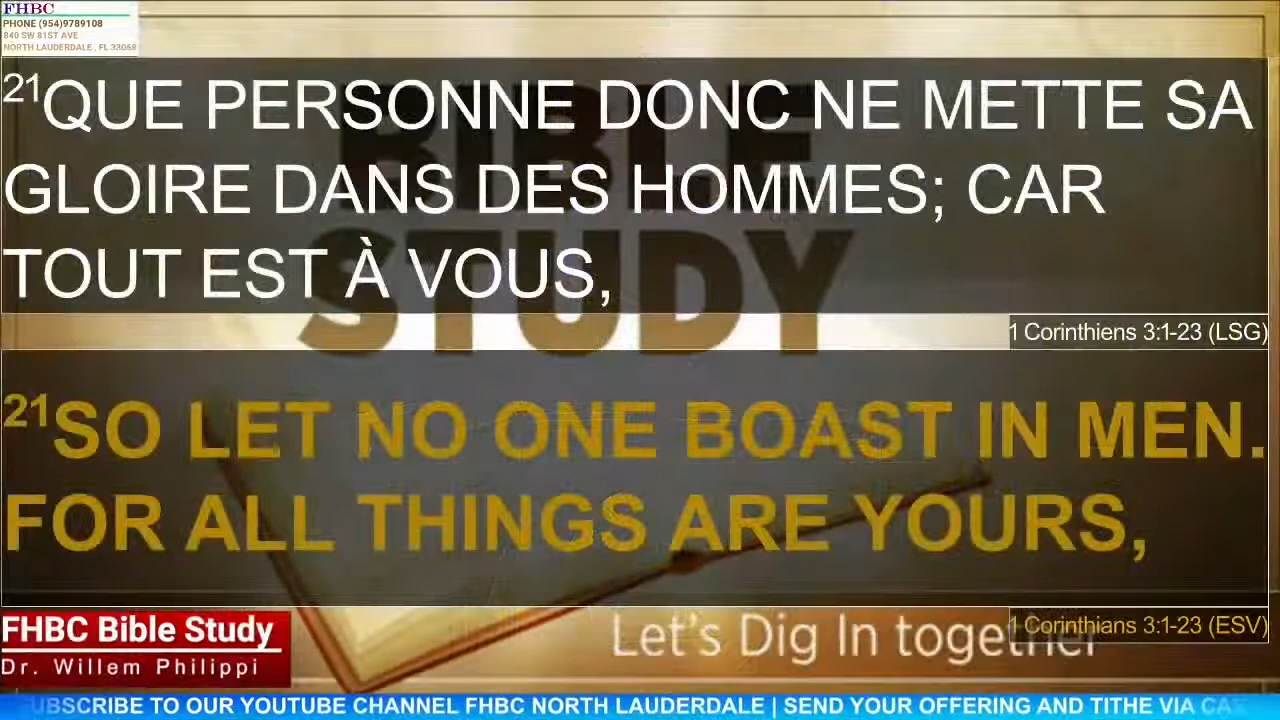 FHBC
PHONE (954)9789108
840 SW 81ST AVE
NORTH LAUDERDALE , FL 33068
BIBLE
STUDY
21QUE PERSONNE DONC NE METTE SA
GLOIRE DANS DES HOMMES; CAR
TOUT EST À VOUS,
1 Corinthiens 3:1-23 (LSG)
21SO LET NO ONE BOAST IN MEN.
FOR ALL THINGS ARE YOURS,
1 Corinthians 3:1-23 (ESV)
Let's Dig In together
FHBC Bible Study
Dr. Willem Philippi
UBSCRIBE TO OUR YOUTUBE CHANNEL FHBC NORTH LAUDERDALE | SEND YOUR OFFERING AND TITHE VIA CA